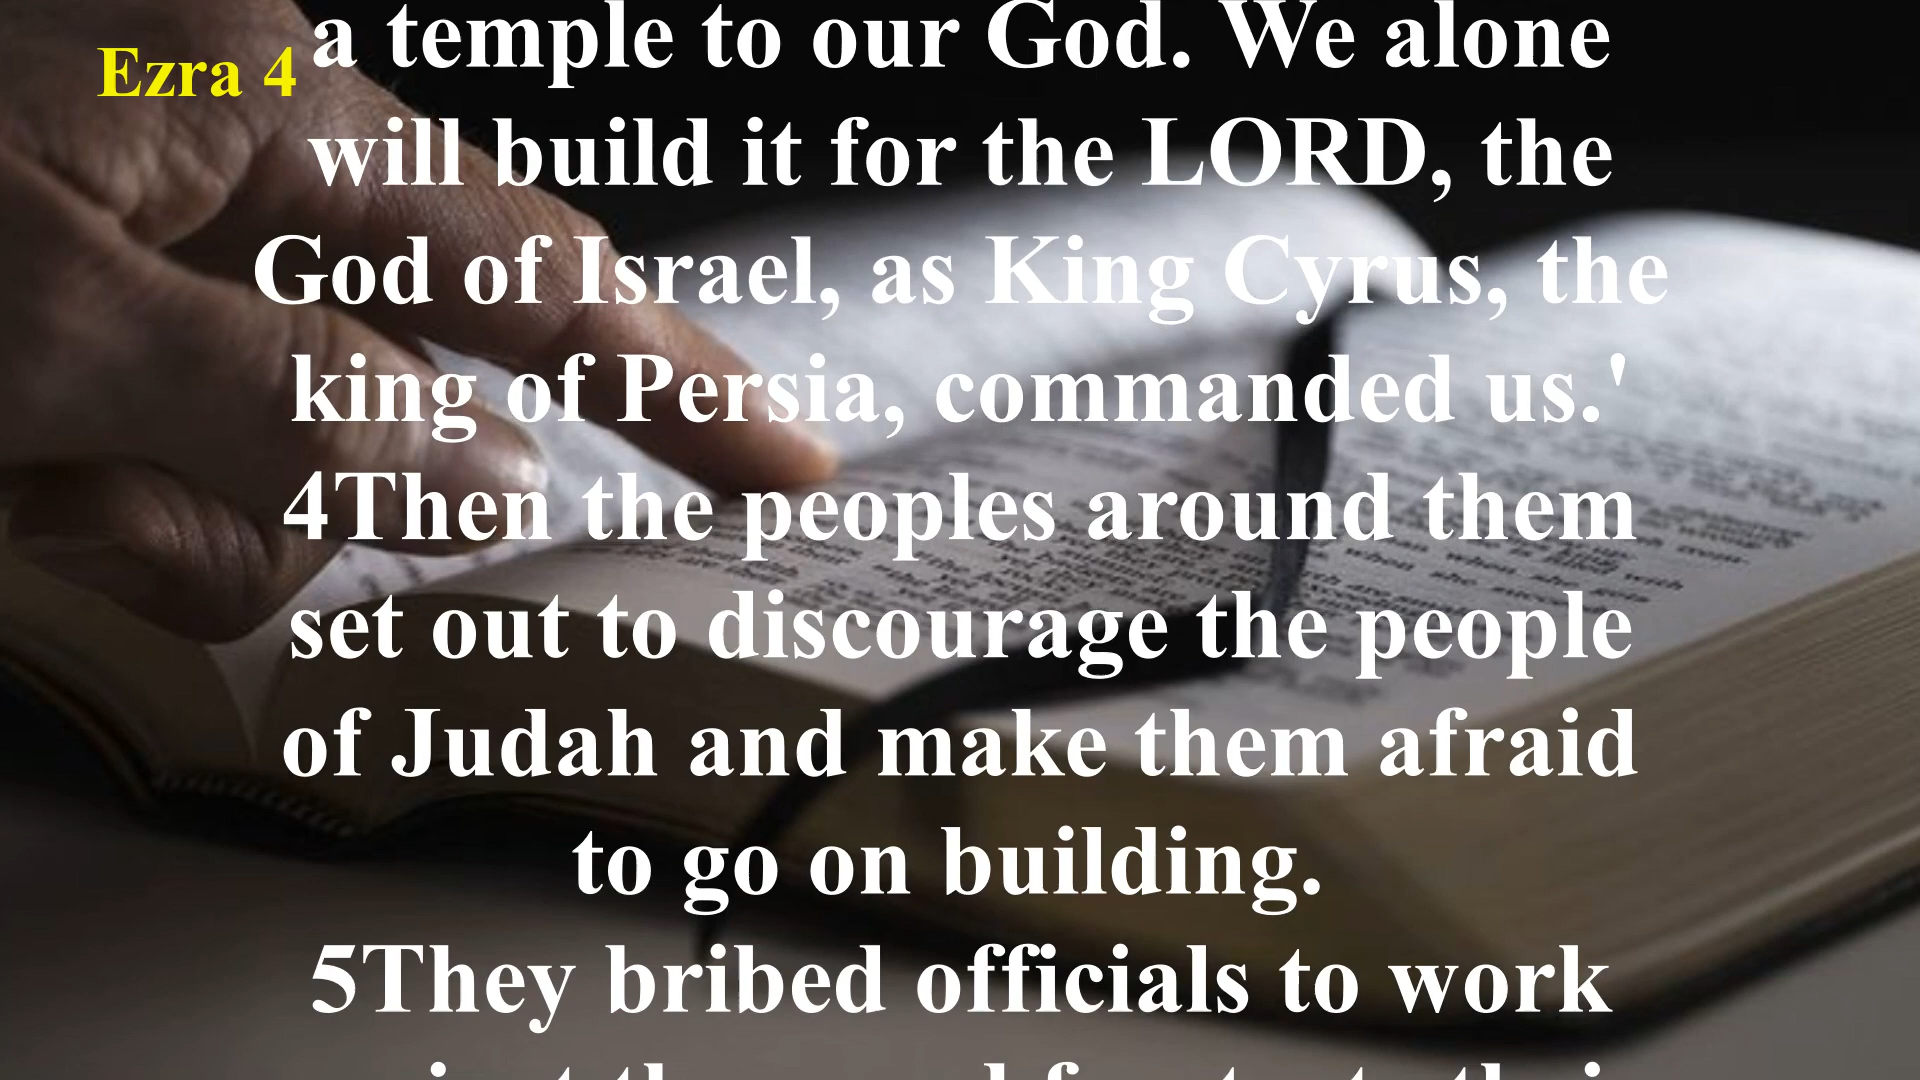 Ezra 4
a temple to our God. We alone
will build it for the LORD, the
God of Israel, as King Cyrus, the
king of Persia, commanded us.'
4Then the peoples around them
set out to discourage the people
of Judah and make them afraid
to go on building.
5They bribed officials to work